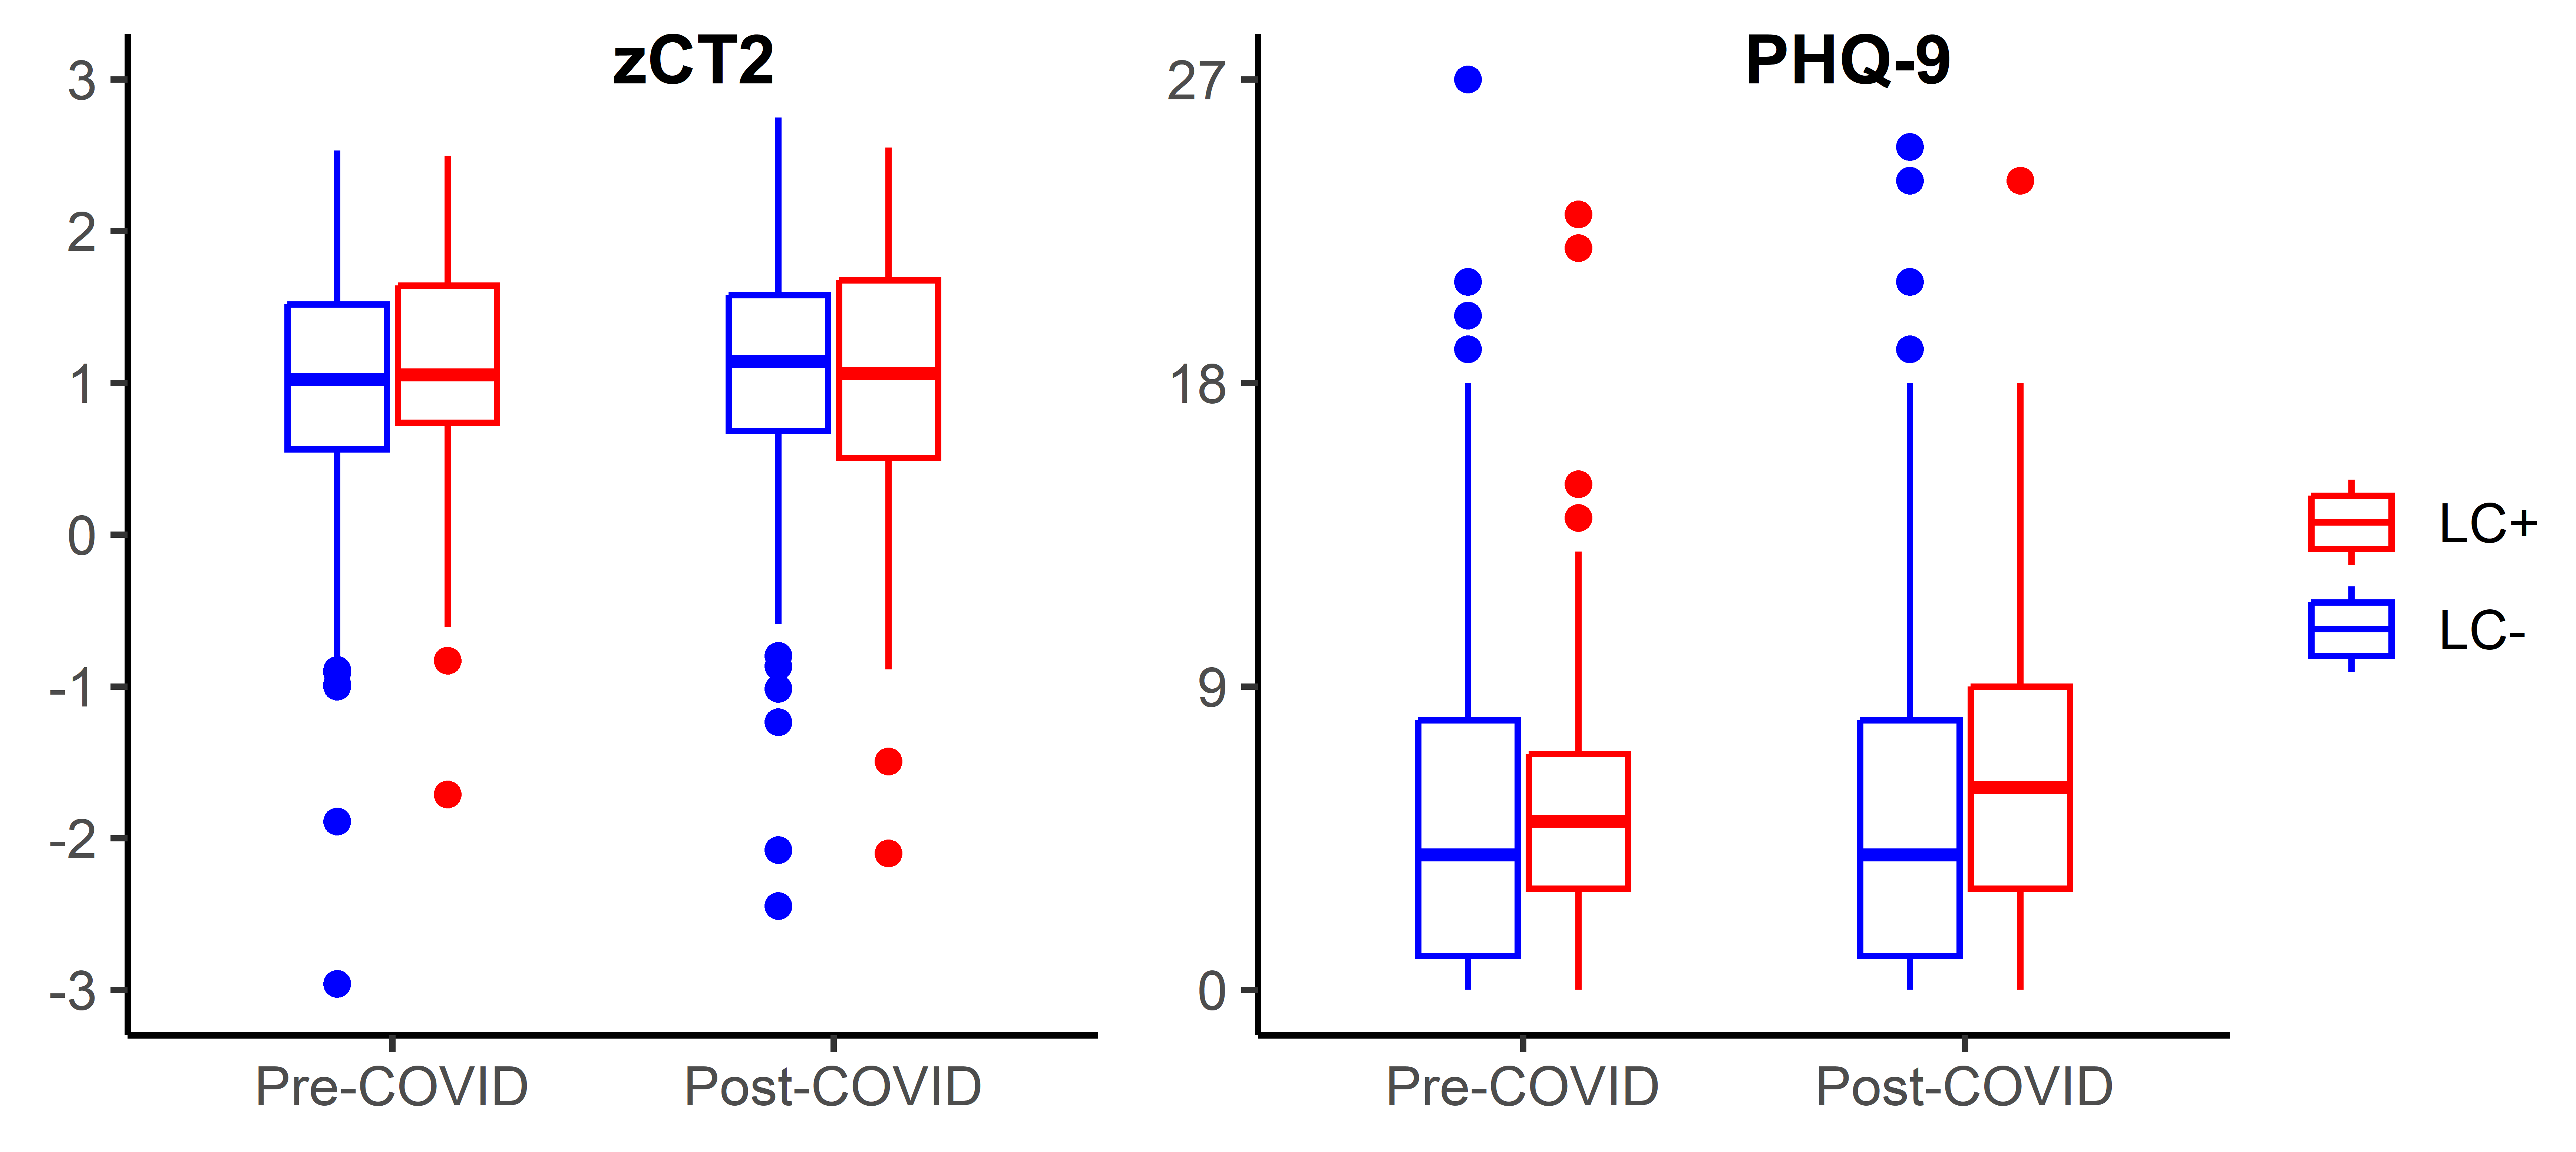 zCT2
3
2
1
0
-1
-2
-3
Pre-COVID
Post-COVID
PHQ-9
27
18
9
0
Pre-COVID
Post-COVID
LC+
LC-